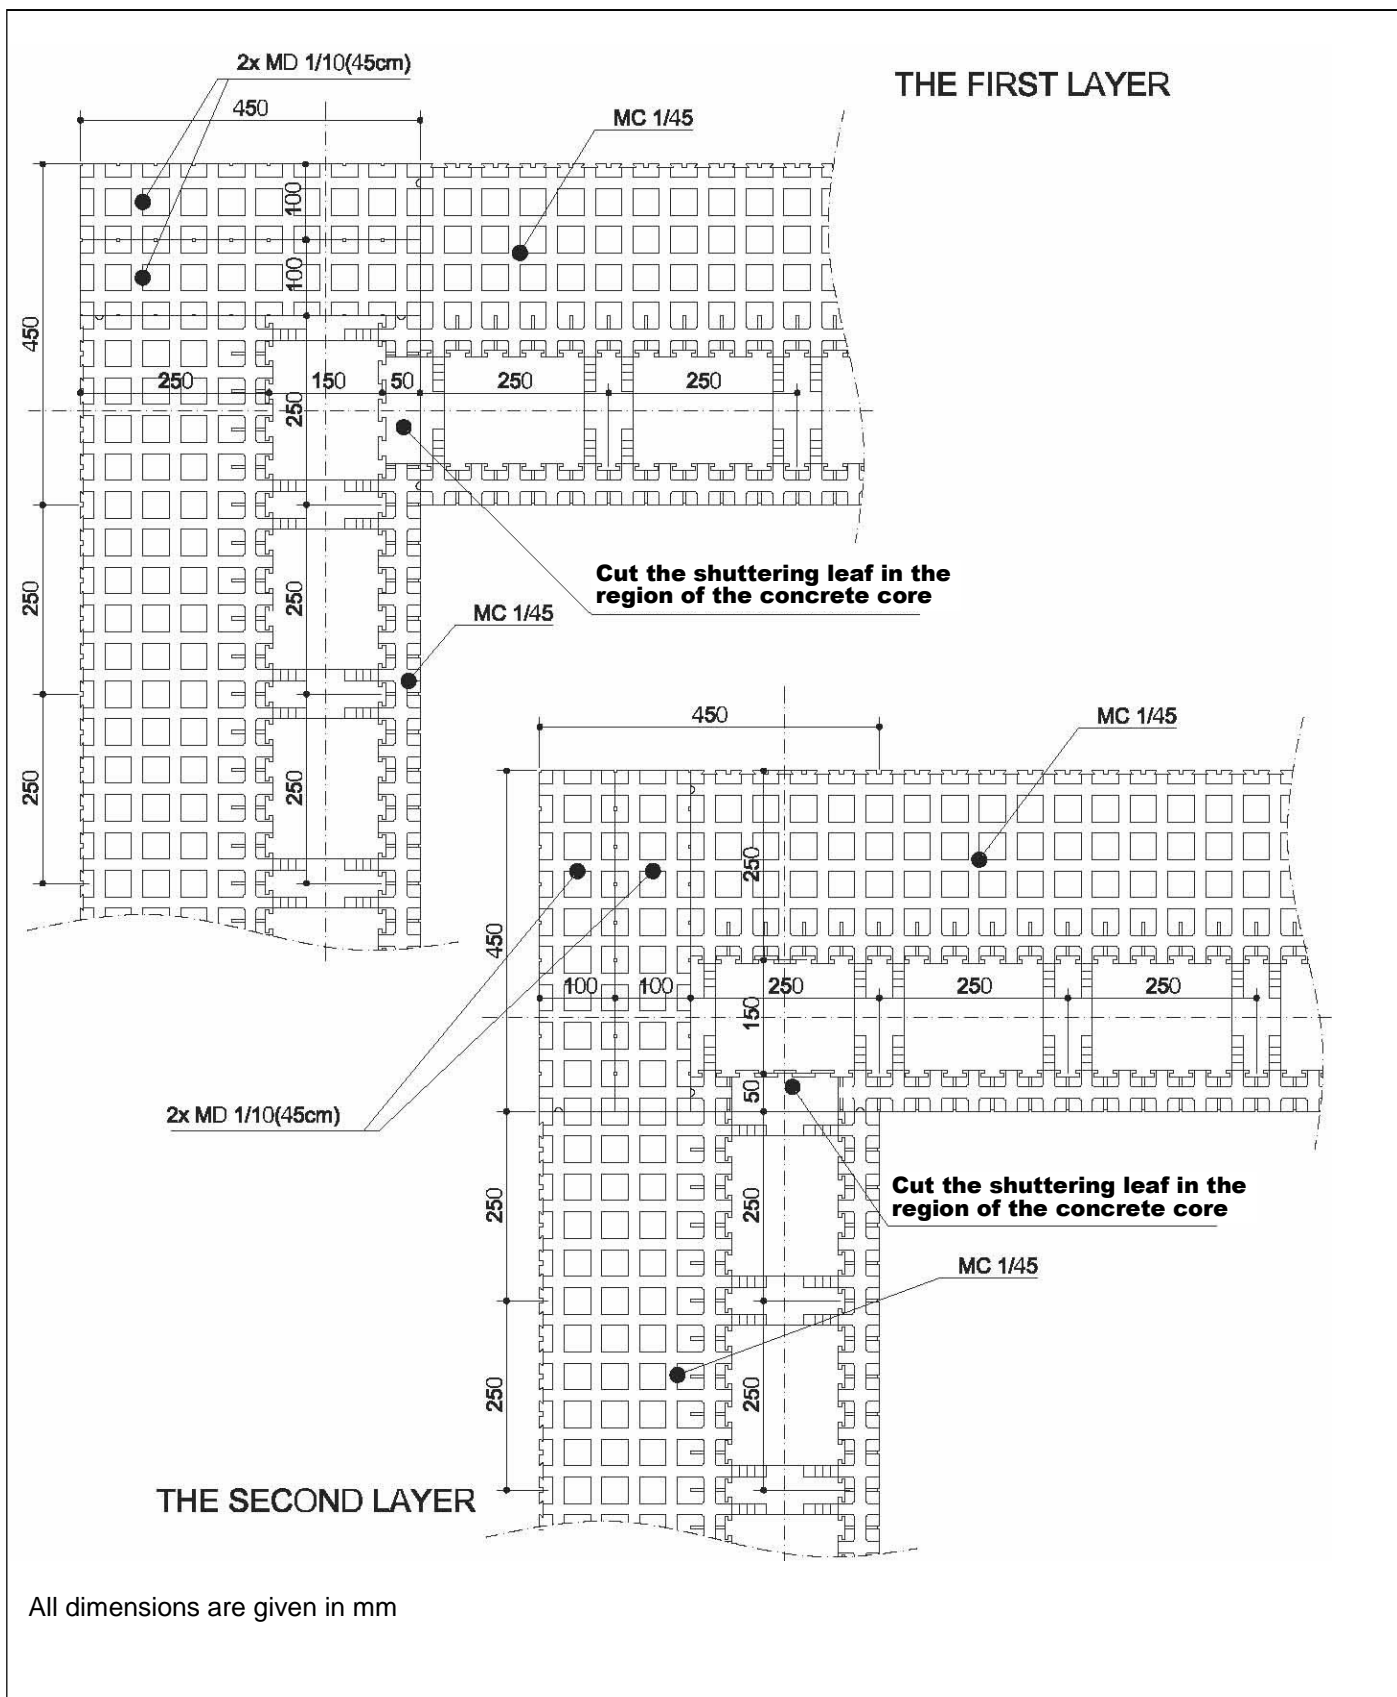 2x MD 1/10(45cm)
THE FIRST LAYER
450
MC 1/45
100
100
450
250
150
50
250
250
250
Cut the shuttering leaf in the
region of the concrete core
250
250
MC 1/45
250
250
450
MC 1/45
250
450
100
100
250
250
250
150
50
2x MD 1/10(45cm)
Cut the shuttering leaf in the
region of the concrete core
250
250
MC 1/45
250
250
THE SECOND LAYER
All dimensions are given in mm